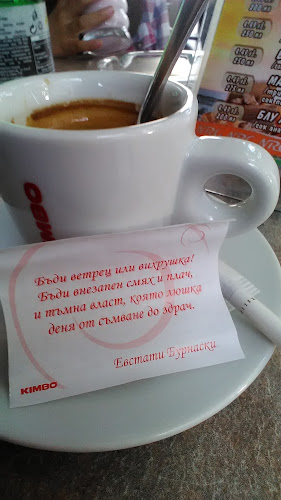 KIMBO
Бъди ветрец или вихрушка!
Бъди внезапен смях и плач,
и тъмна власт, която люшка
деня от съмване до здрач.
Евстати Бурнаски
KIMBO